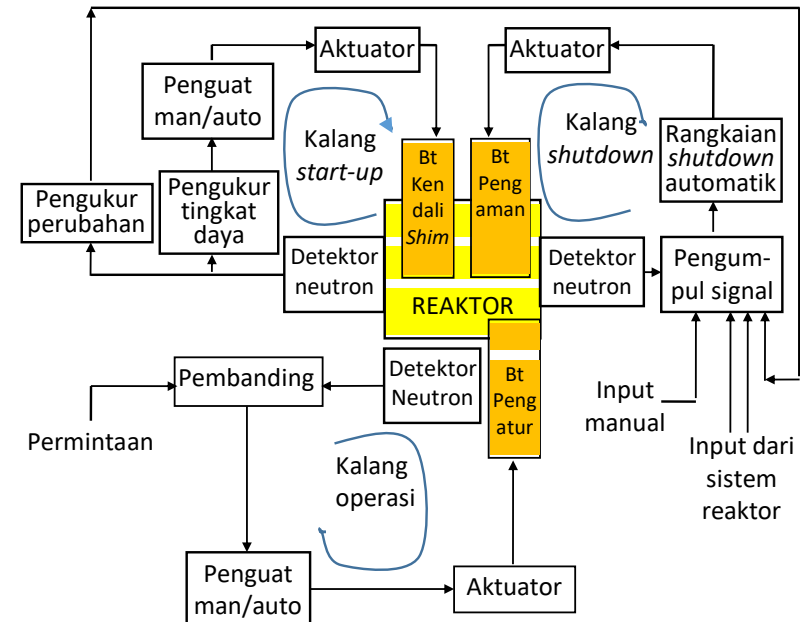 Aktuator
Aktuator
Penguat
man/auto
Kalang
start-up
Bt
Ken
dali
Shim
Bt
Peng
aman
Kalang
shutdown
Rangkaian
shutdown
automatik
Pengukur
perubahan
Pengukur
tingkat
daya
Detektor
neutron
REAKTOR
Detektor
neutron
Pengum-
pul signal
Pembanding
Detektor
Neutron
Bt
Peng
atur
Input
manual
Permintaan
Input dari
sistem
reaktor
Kalang
operasi
Penguat
man/auto
Aktuator